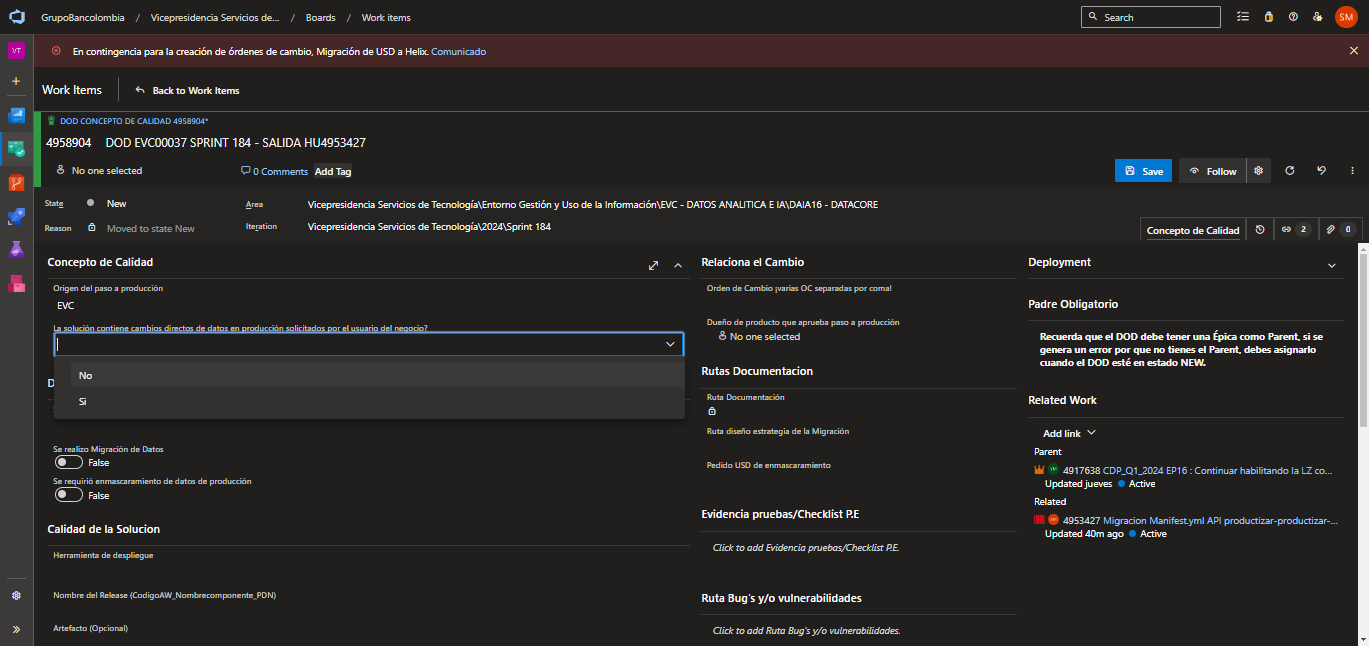 GrupoBancolombia / Vicepresidencia Servicios de... / Boards / Work items
Search
SM
VT
En contingencia para la creación de órdenes de cambio, Migración de USD a Helix. Comunicado
Work Items
Back to Work Items
DOD CONCEPTO DE CALIDAD 4958904*
4958904 DOD EVC00037 SPRINT 184 - SALIDA HU4953427
No one selected
0 Comments
Add Tag
Save
Follow
State
New
Area
Vicepresidencia Servicios de Tecnología\Entorno Gestión y Uso de la Información\EVC - DATOS ANALITICA E IA\DAIA16 - DATACORE
Reason
Moved to state New
Iteration
Vicepresidencia Servicios de Tecnología\2024\Sprint 184
Concepto de Calidad
2
0
Concepto de Calidad
Origen del paso a producción
EVC
La solución contiene cambios directos de datos en producción solicitados por el usuario del negocio?
No
Si
D
Se realizo Migración de Datos
False
Se requirió enmascaramiento de datos de producción
False
Calidad de la Solucion
Herramienta de despliegue
Nombre del Release (CodigoAW_Nombrecomponente_PDN)
Artefacto (Opcional)
Relaciona el Cambio
Orden de Cambio ¡varias OC separadas por coma!
Dueño de producto que aprueba paso a producción
No one selected
Rutas Documentacion
Ruta Documentación
Ruta diseño estrategia de la Migración
Pedido USD de enmascaramiento
Evidencia pruebas/Checklist P.E
Click to add Evidencia pruebas/Checklist P.E.
Ruta Bug's y/o vulnerabilidades
Click to add Ruta Bug's y/o vulnerabilidades.
Deployment
Padre Obligatorio
Recuerda que el DOD debe tener una Épica como Parent, si se
genera un error por que no tienes el Parent, debes asignarlo
cuando el DOD esté en estado NEW.
Related Work
Add link
Parent
4917638 CDP_Q1_2024 EP16 : Continuar habilitando la LZ co...
Updated jueves Active
Related
4953427 Migracion Manifest.yml API productizar-productizar-...
Updated 40m ago Active